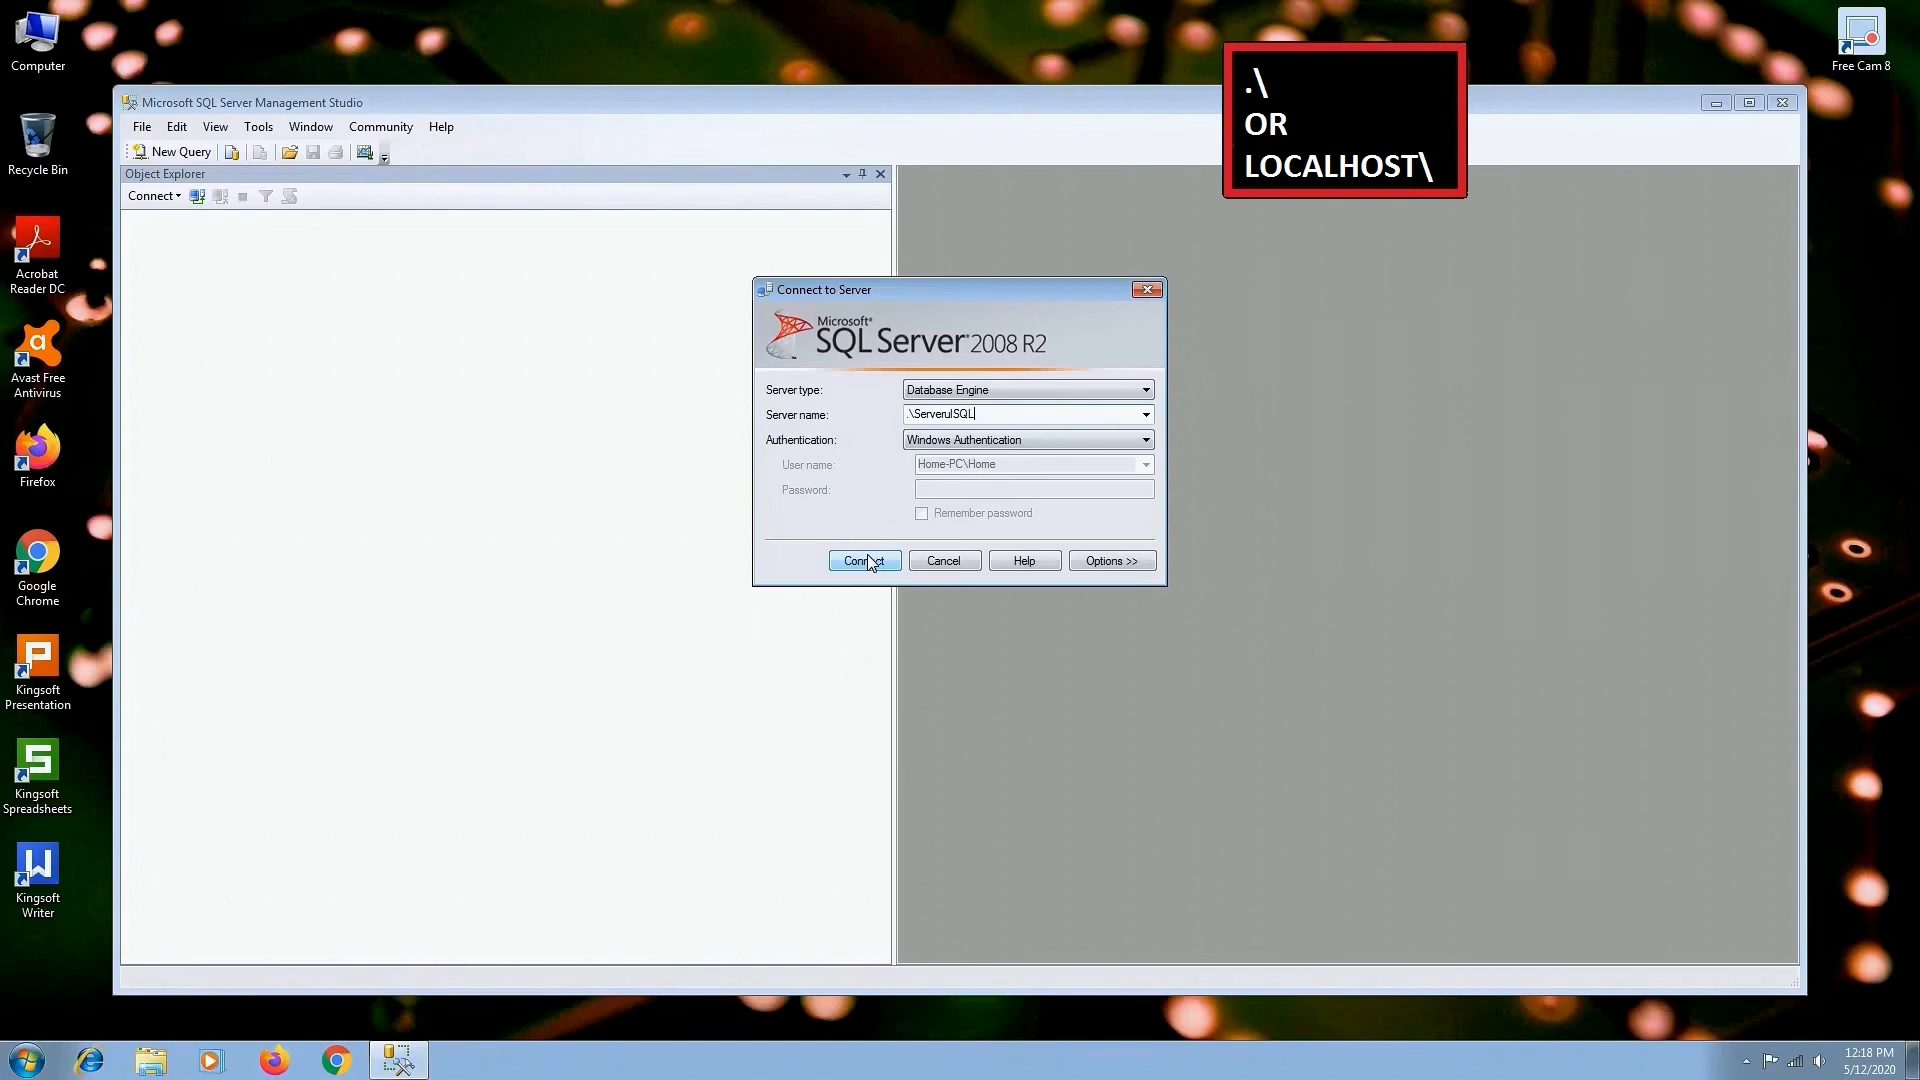 Computer
Recycle Bin
Acrobat
Reader DC
Avast Free
Antivirus
Firefox
Google
Chrome
Kingsoft
Presentation
Kingsoft
Spreadsheets
Kingsoft
Writer
Free Cam 8
.\
OR
LOCALHOST\
Microsoft SQL Server Management Studio
File Edit View Tools Window Community Help
New Query
Object Explorer
Connect
Connect to Server
Microsoft®
SQL Server® 2008 R2
Server type: Database Engine
Server name: .\ServerulSQL
Authentication: Windows Authentication
User name: Home-PC\Home
Password:
Remember password
Connect Cancel Help Options >>
12:18 PM
5/12/2020